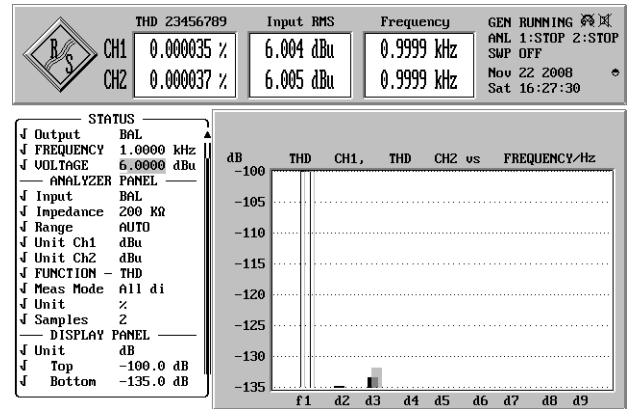 THD 23456789 Input RMS Frequency
R&S CH1 0.000035 % 6.004 dBu 0.9999 kHz
CH2 0.000037 % 6.005 dBu 0.9999 kHz
GEN RUNNING
ANL 1:STOP 2:STOP
SWP OFF
Nov 22 2008
Sat 16:27:30
STATUS
Output BAL
FREQUENCY 1.0000 kHz
VOLTAGE 6.0000 dBu
ANALYZER PANEL
Input BAL
Impedance 200 KΩ
Range AUTO
Unit Ch1 dBu
Unit Ch2 dBu
FUNCTION - THD
Meas Mode All di
Unit %
Samples 2
DISPLAY PANEL
Unit dB
Top -100.0 dB
Bottom -135.0 dB
dB THD CH1, THD CH2 vs FREQUENCY/Hz
-100
-105
-110
-115
-120
-125
-130
-135
f1 d2 d3 d4 d5 d6 d7 d8 d9